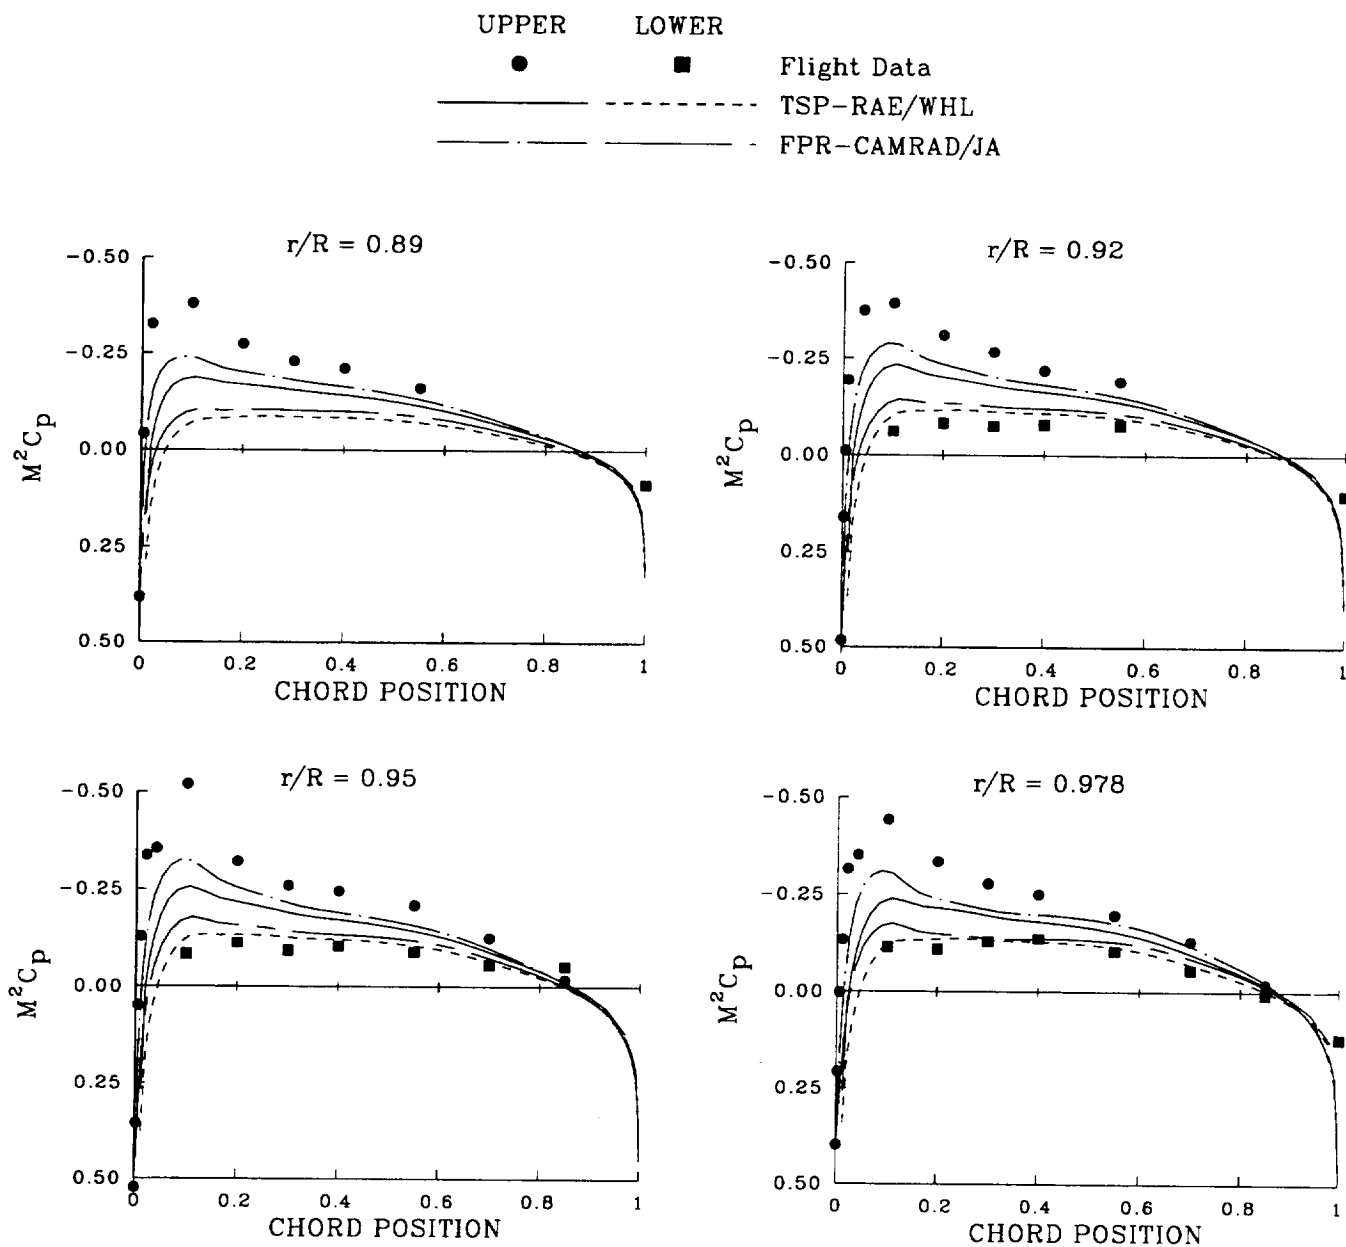 UPPER LOWER
Flight Data
TSP-RAE/WHL
FPR-CAMRAD/JA
r/R = 0.89
-0.50
-0.25
0.00
0.25
0.50
M²Cp
0 0.2 0.4 0.6 0.8 1
CHORD POSITION
r/R = 0.92
-0.50
-0.25
0.00
0.25
0.50
M²Cp
0 0.2 0.4 0.6 0.8 1
CHORD POSITION
r/R = 0.95
-0.50
-0.25
0.00
0.25
0.50
M²Cp
0 0.2 0.4 0.6 0.8 1
CHORD POSITION
r/R = 0.978
-0.50
-0.25
0.00
0.25
0.50
M²Cp
0 0.2 0.4 0.6 0.8 1
CHORD POSITION